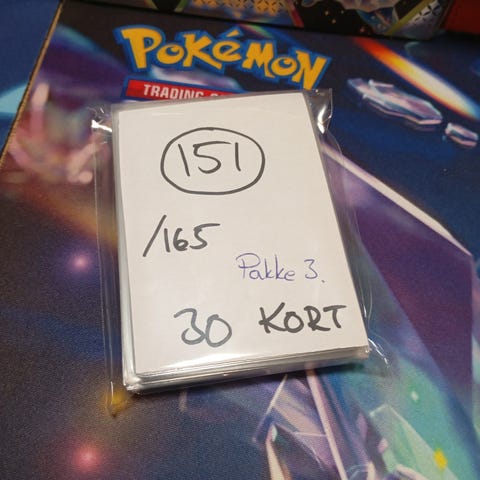 POKÉMON
TRADING
151
/165
Pakke 3.
30 KORT